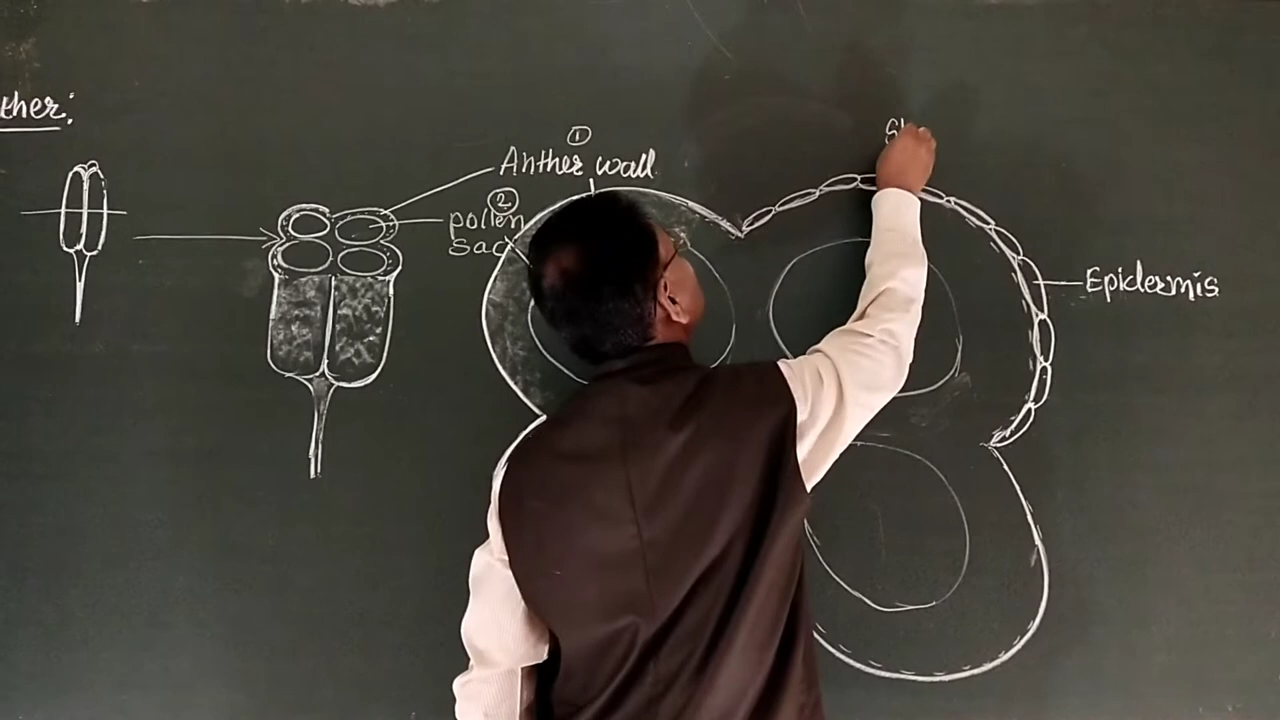 ther:
①
Anther wall
②
pollen
sac
Epidermis